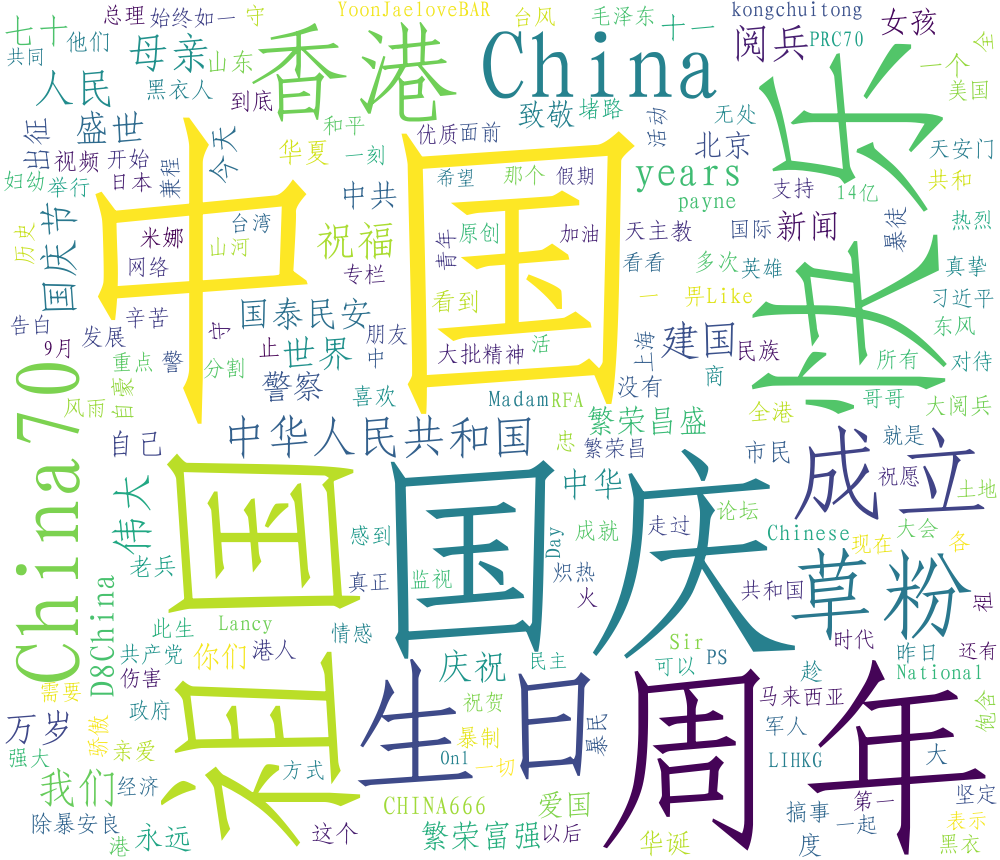 七十
共同
他们
总理
始终如一
守
YoonJaeloveBAR
台风
毛泽东
十一
kongchuitong
PRC70
女孩
全
母亲
山东
香港
China
阅兵
快乐
一个
美国
人民
黑衣人
到底
和平
优质
面前
致敬
堵路
活动
无处
出征
盛世
视频
开始
今天
华夏
一刻
北京
天安门
妇幼
举行
日本
兼程
中国
希望
那个
假期
years
payne
支持
14亿
共和
历史
国庆节
米娜
网络
台湾
山河
中共
祝福
专栏
青年
原创
加油
天主教
国际
新闻
暴徒
热烈
看看
多次
英雄
真挚
告白
发展
辛苦
守
国泰民安
朋友
看到
一
畀Like
习近平
东风
9月
重点
警
分割
止
世界
中
大批
精神
活
上海
建国
民族
所有
对待
China 70
风雨
自豪
警察
喜欢
Madam
RFA
没有
商
全港
哥哥
大阅兵
自己
中华人民共和国
忠
繁荣昌盛
繁荣昌
市民
就是
祝愿
土地
伟大
祖国
国庆
中华
成立
老兵
感到
成就
走过
论坛
Chinese
大会
现在
各
Day
真正
监视
炽热
火
共和国
草粉
祖
D8China
此生
Lancy
情感
Sir
PS
时代
昨日
还有
共产党
你们
港人
庆祝
民主
可以
趁
National
需要
伤害
政府
生日
祝贺
暴民
周年
马来西亚
军人
饱含
万岁
骄傲
亲爱
暴制
大
强大
Onl
一切
LIHKG
我们
经济
方式
CHINA666
爱国
搞事
第一
坚定
表示
除暴安良
港
永远
这个
繁荣富强
以后
华诞
度
一起
黑衣